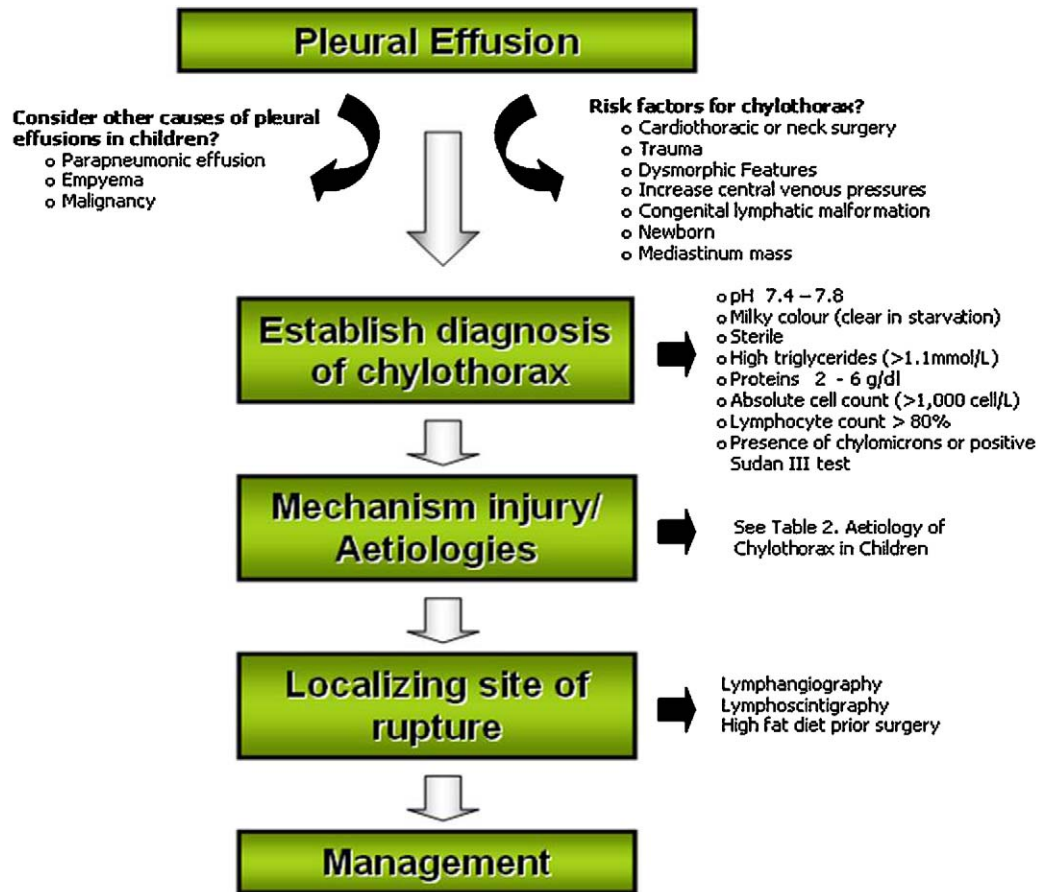 Pleural Effusion
Consider other causes of pleural
effusions in children?
o Parapneumonic effusion
o Empyema
o Malignancy
Risk factors for chylothorax?
o Cardiothoracic or neck surgery
o Trauma
o Dysmorphic Features
o Increase central venous pressures
o Congenital lymphatic malformation
o Newborn
o Mediastinum mass
Establish diagnosis
of chylothorax
o pH 7.4 – 7.8
o Milky colour (clear in starvation)
o Sterile
o High triglycerides (>1.1mmol/L)
o Proteins 2 - 6 g/dl
o Absolute cell count (>1,000 cell/L)
o Lymphocyte count > 80%
o Presence of chylomicrons or positive
Sudan III test
Mechanism injury/
Aetiologies
See Table 2. Aetiology of
Chylothorax in Children
Localizing site of
rupture
Lymphangiography
Lymphoscintigraphy
High fat diet prior surgery
Management